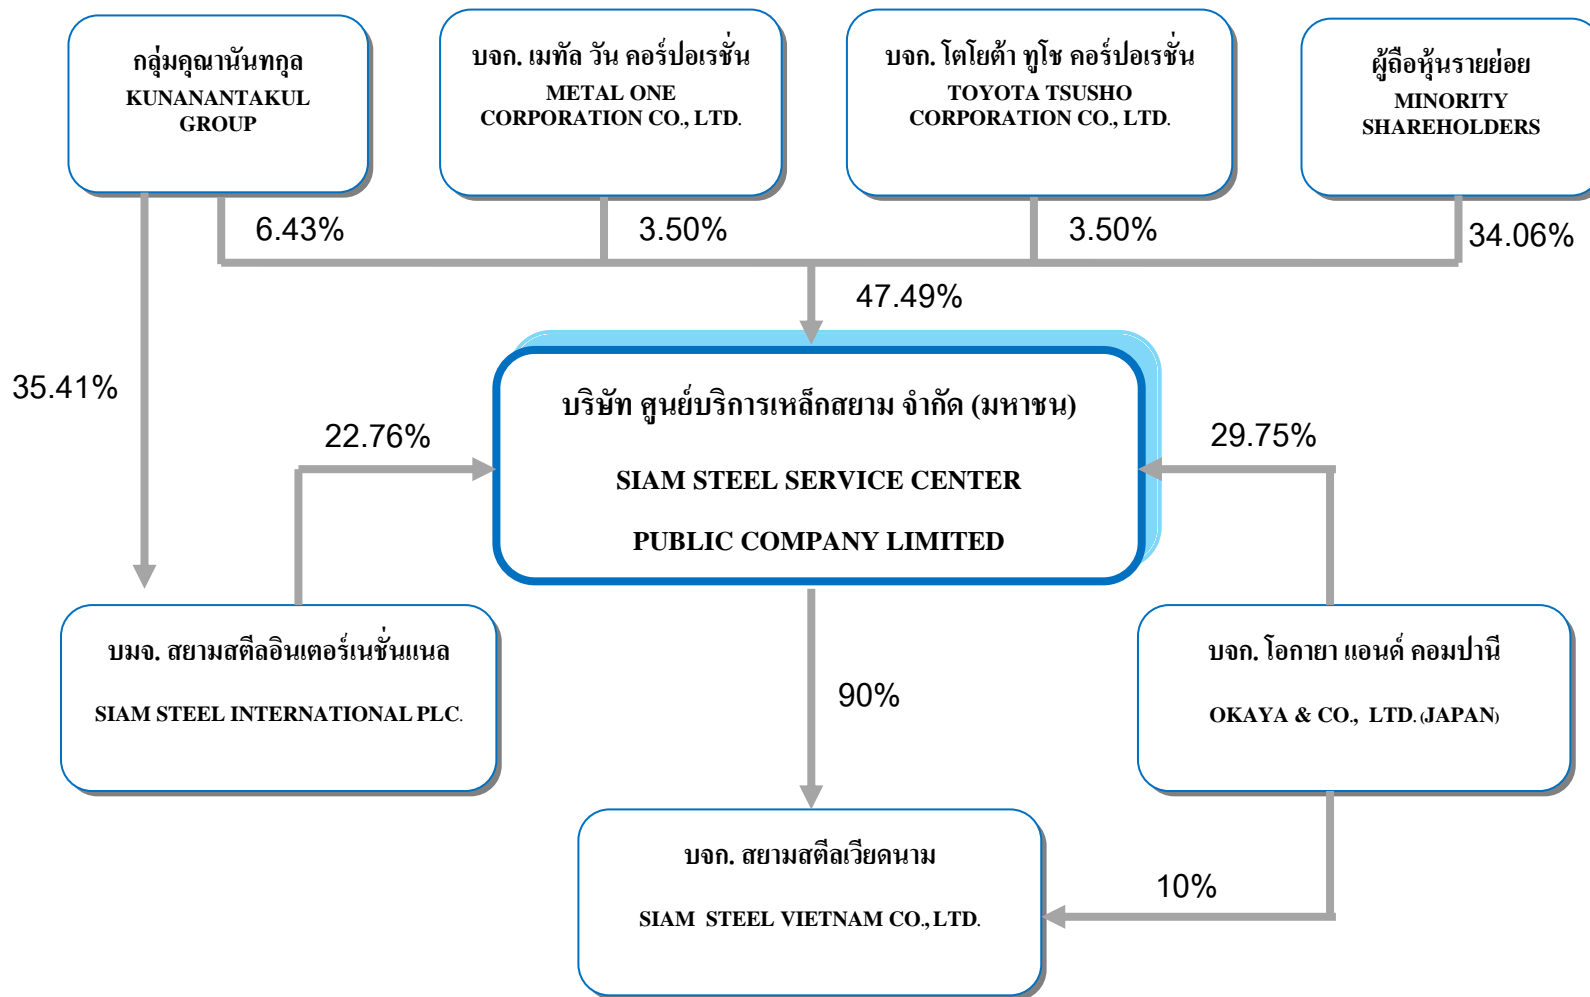 กลุ่มคุณานันทกุล
KUNANANTAKUL
GROUP
บจก. เมทัล วัน คอร์ปอเรชั่น
METAL ONE
CORPORATION CO., LTD.
บจก. โตโยต้า ทูโช คอร์ปอเรชั่น
TOYOTA TSUSHO
CORPORATION CO., LTD.
ผู้ถือหุ้นรายย่อย
MINORITY
SHAREHOLDERS
6.43%
3.50%
3.50%
34.06%
47.49%
35.41%
22.76%
29.75%
บริษัท ศูนย์บริการเหล็กสยาม จำกัด (มหาชน)
SIAM STEEL SERVICE CENTER
PUBLIC COMPANY LIMITED
บมจ. สยามสตีลอินเตอร์เนชั่นแนล
SIAM STEEL INTERNATIONAL PLC.
90%
บจก. โอกายา แอนด์ คอมปานี
OKAYA & CO., LTD. (JAPAN)
บจก. สยามสตีลเวียดนาม
SIAM STEEL VIETNAM CO., LTD.
10%